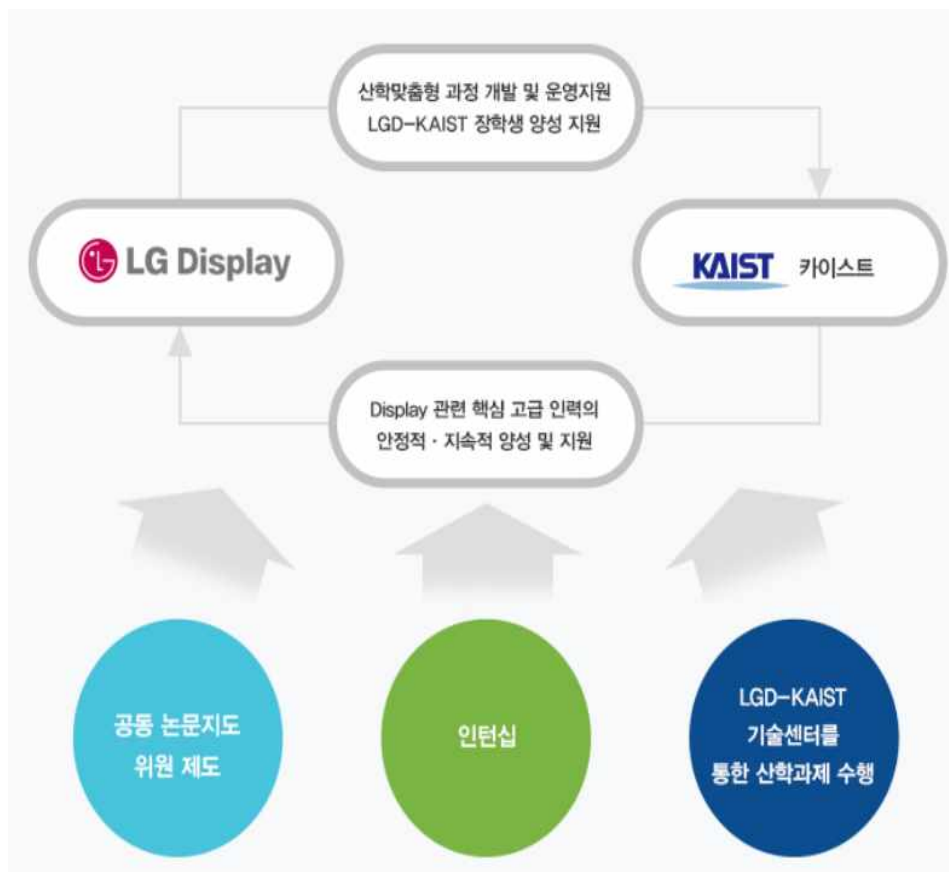 산학맞춤형 과정 개발 및 운영지원
LGD-KAIST 장학생 양성 지원
LG Display
KAIST 카이스트
Display 관련 핵심 고급 인력의
안정적·지속적 양성 및 지원
공동 논문지도
위원 제도
인턴십
LGD-KAIST
기술센터를
통한 산학과제 수행